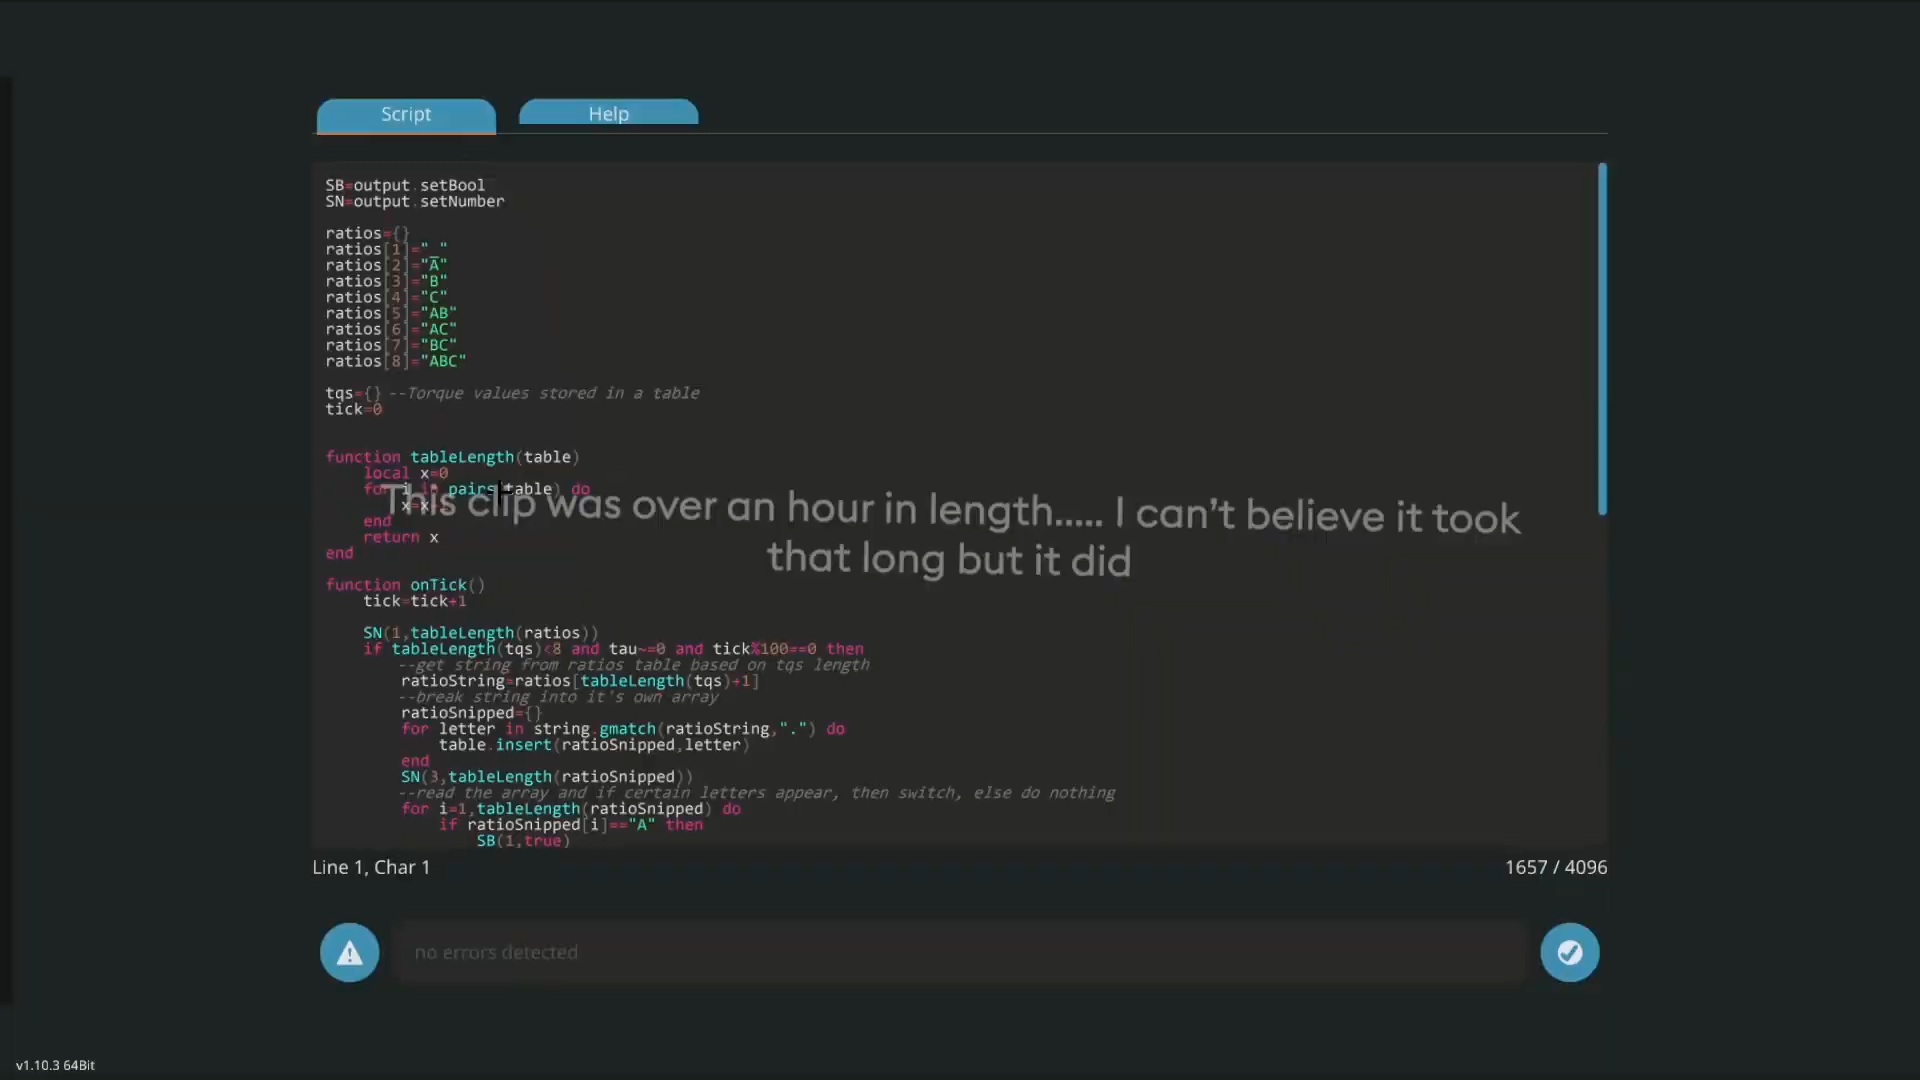 Script
Help
SB=output.setBool
SN=output.setNumber
ratios={}
ratios[1]="_"
ratios[2]="A"
ratios[3]="B"
ratios[4]="C"
ratios[5]="AB"
ratios[6]="AC"
ratios[7]="BC"
ratios[8]="ABC"
tqs={} --Torque values stored in a table
tick=0
function tableLength(table)
local x=0
for i in pairs(table) do
This clip was over an hour in length..... I can't believe it took
that long but it did
end
return x
end
function onTick()
tick=tick+1
SN(1,tableLength(ratios))
if tableLength(tqs)<8 and tau~=0 and tick%100==0 then
--get string from ratios table based on tqs length
ratioString=ratios[tableLength(tqs)+1]
--break string into it's own array
ratioSnipped={}
for letter in string.gmatch(ratioString,".") do
table.insert(ratioSnipped,letter)
end
SN(3,tableLength(ratioSnipped))
--read the array and if certain letters appear, then switch, else do nothing
for i=1,tableLength(ratioSnipped) do
if ratioSnipped[i]=="A" then
SB(1,true)
Line 1, Char 1
1657 / 4096
no errors detected
v1.10.3 64Bit